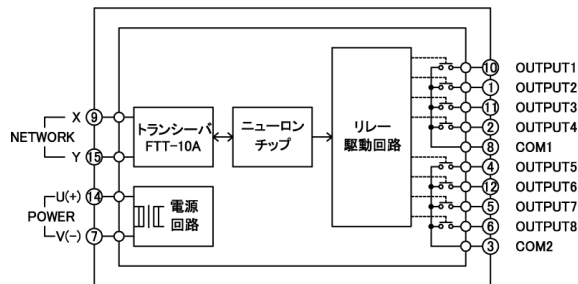 NETWORK
X ⑨
Y ⑮
POWER
U(+) ⑭
V(−) ⑦
トランシーバ
FTT-10A
ニューロン
チップ
リレー
駆動回路
電源
回路
⑩ OUTPUT1
① OUTPUT2
⑪ OUTPUT3
② OUTPUT4
⑧ COM1
④ OUTPUT5
⑫ OUTPUT6
⑤ OUTPUT7
⑥ OUTPUT8
③ COM2